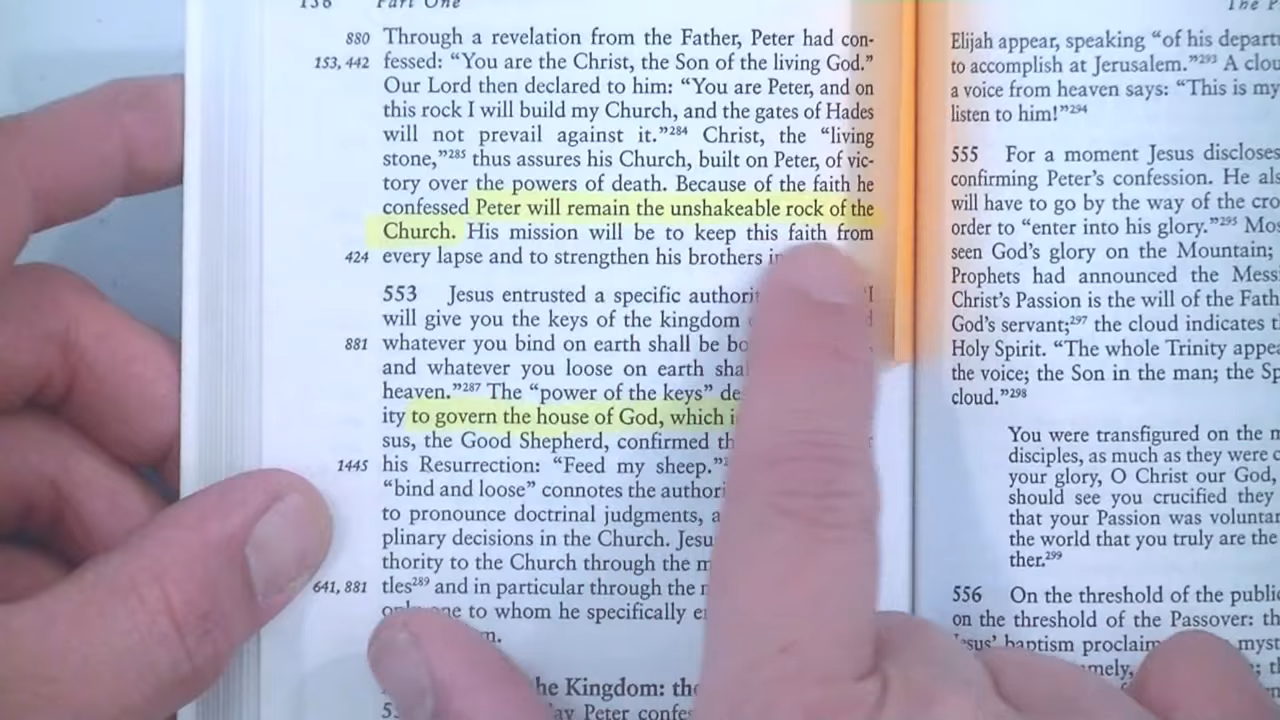 136 Part One
880 Through a revelation from the Father, Peter had con-
153, 442 fessed: “You are the Christ, the Son of the living God.”
Our Lord then declared to him: “You are Peter, and on
this rock I will build my Church, and the gates of Hades
will not prevail against it.”284 Christ, the “living
stone,”285 thus assures his Church, built on Peter, of vic-
tory over the powers of death. Because of the faith he
confessed Peter will remain the unshakeable rock of the
Church. His mission will be to keep this faith from
424 every lapse and to strengthen his brothers in
553 Jesus entrusted a specific authori “I
will give you the keys of the kingdom
881 whatever you bind on earth shall be bo
and whatever you loose on earth sha
heaven.”287 The “power of the keys” de
ity to govern the house of God, which i
sus, the Good Shepherd, confirmed th
1445 his Resurrection: “Feed my sheep.”
“bind and loose” connotes the authori
to pronounce doctrinal judgments, a
plinary decisions in the Church. Jesu
thority to the Church through the m
641, 881 tles289 and in particular through the
only one to whom he specifically e
m.
he Kingdom: the
ay Peter confes
The P
Elijah appear, speaking “of his depart
to accomplish at Jerusalem.”293 A clou
a voice from heaven says: “This is my
listen to him!”294
555 For a moment Jesus discloses
confirming Peter’s confession. He als
will have to go by the way of the cro
order to “enter into his glory.”295 Mos
seen God’s glory on the Mountain;
Prophets had announced the Messi
Christ’s Passion is the will of the Fath
God’s servant;297 the cloud indicates t
Holy Spirit. “The whole Trinity appea
the voice; the Son in the man; the Sp
cloud.”298
You were transfigured on the m
disciples, as much as they were c
your glory, O Christ our God,
should see you crucified they
that your Passion was voluntar
the world that you truly are the
ther.299
556 On the threshold of the public
on the threshold of the Passover: th
Jesus’ baptism proclaim myst
mely, : th